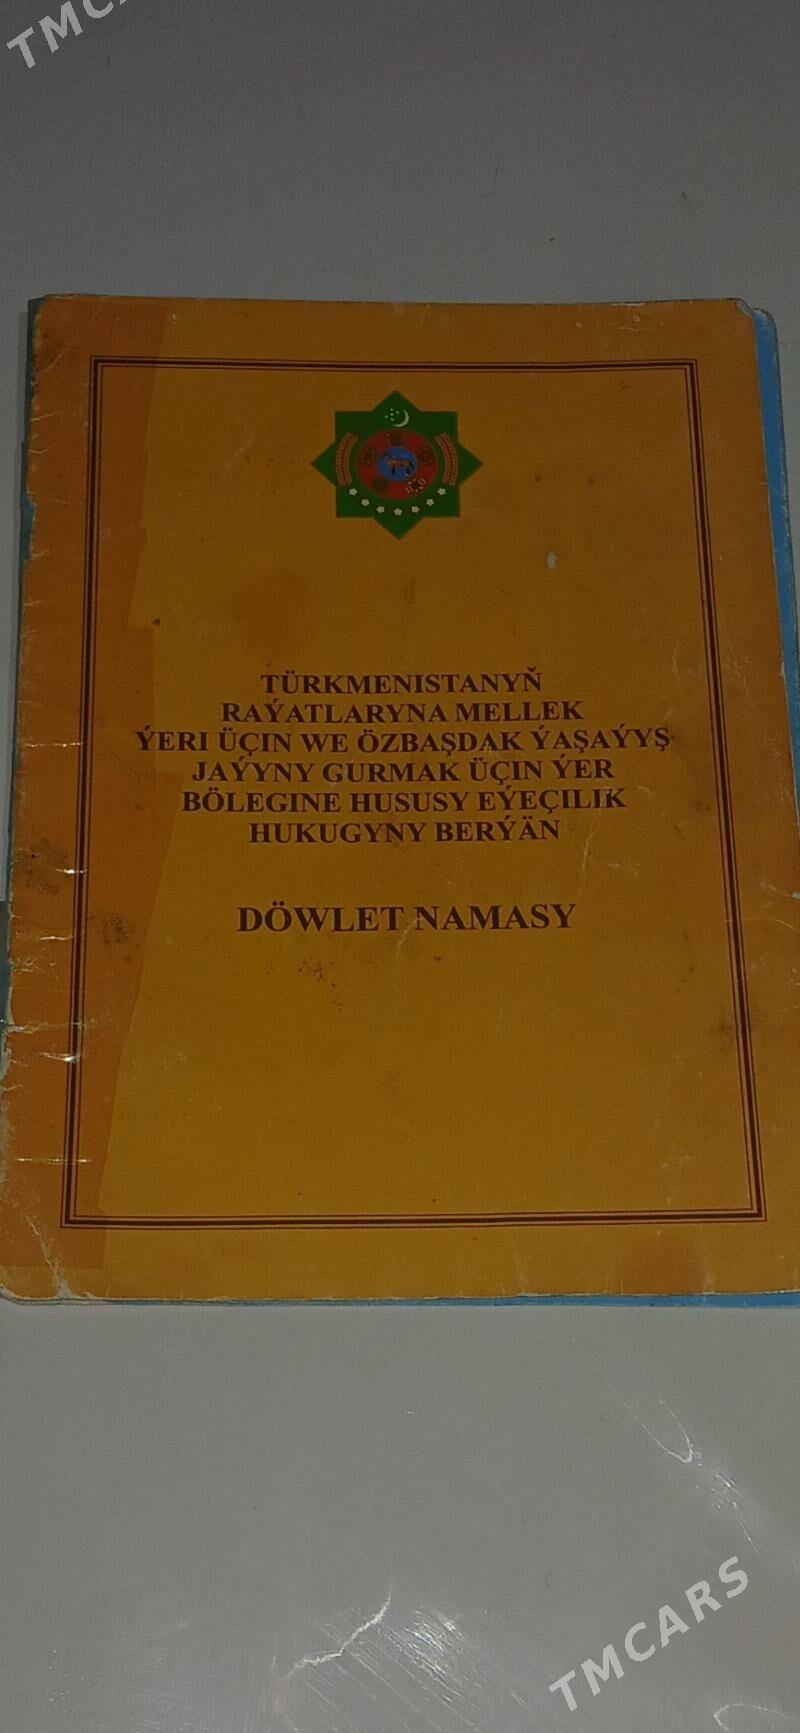 TMC
TÜRKMENISTANYŇ
RAÝATLARYNA MELLEK
ÝERI ÜÇIN WE ÖZBAŞDAK ÝAŞAÝYŞ
JAÝYNY GURMAK ÜÇIN ÝER
BÖLEGINE HUSUSY EÝEÇILIK
HUKUGYNY BERÝÄN
DÖWLET NAMASY
TMCARS